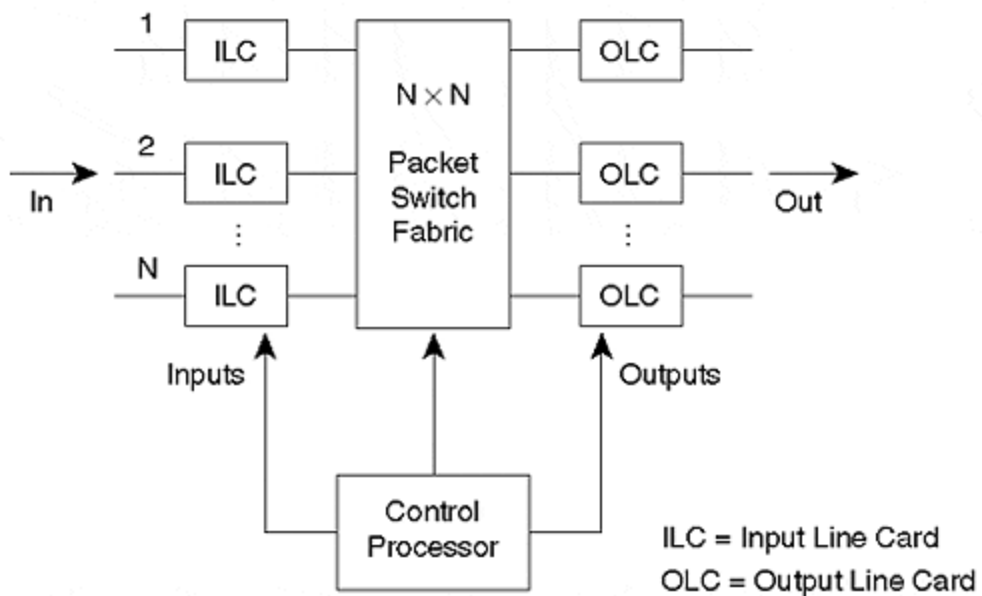 1
ILC
OLC
N × N
2
ILC
Packet
Switch
Fabric
OLC
In
Out
⋮
⋮
N
ILC
OLC
Inputs
Outputs
Control
Processor
ILC = Input Line Card
OLC = Output Line Card